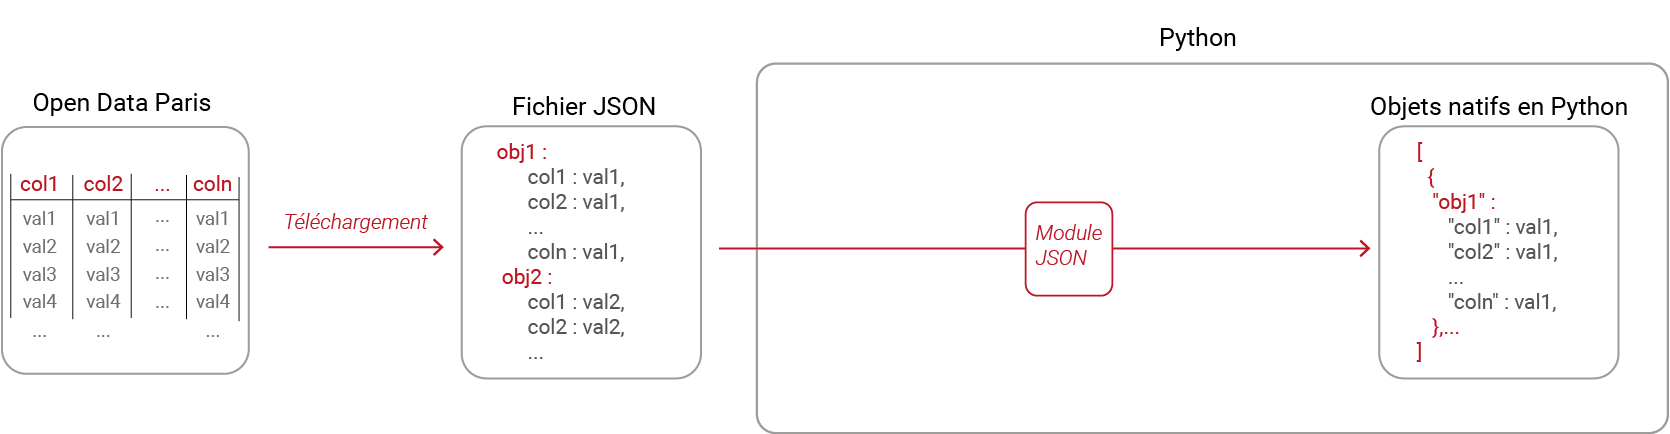 Python
Open Data Paris
col1 col2 ... coln
val1 val1 ... val1
val2 val2 ... val2
val3 val3 ... val3
val4 val4 ... val4
... ... ...
Téléchargement
Fichier JSON
obj1 :
col1 : val1,
col2 : val1,
...
coln : val1,
obj2 :
col1 : val2,
col2 : val2,
...
Module
JSON
Objets natifs en Python
[
{
"obj1" :
"col1" : val1,
"col2" : val1,
...
"coln" : val1,
},...
]